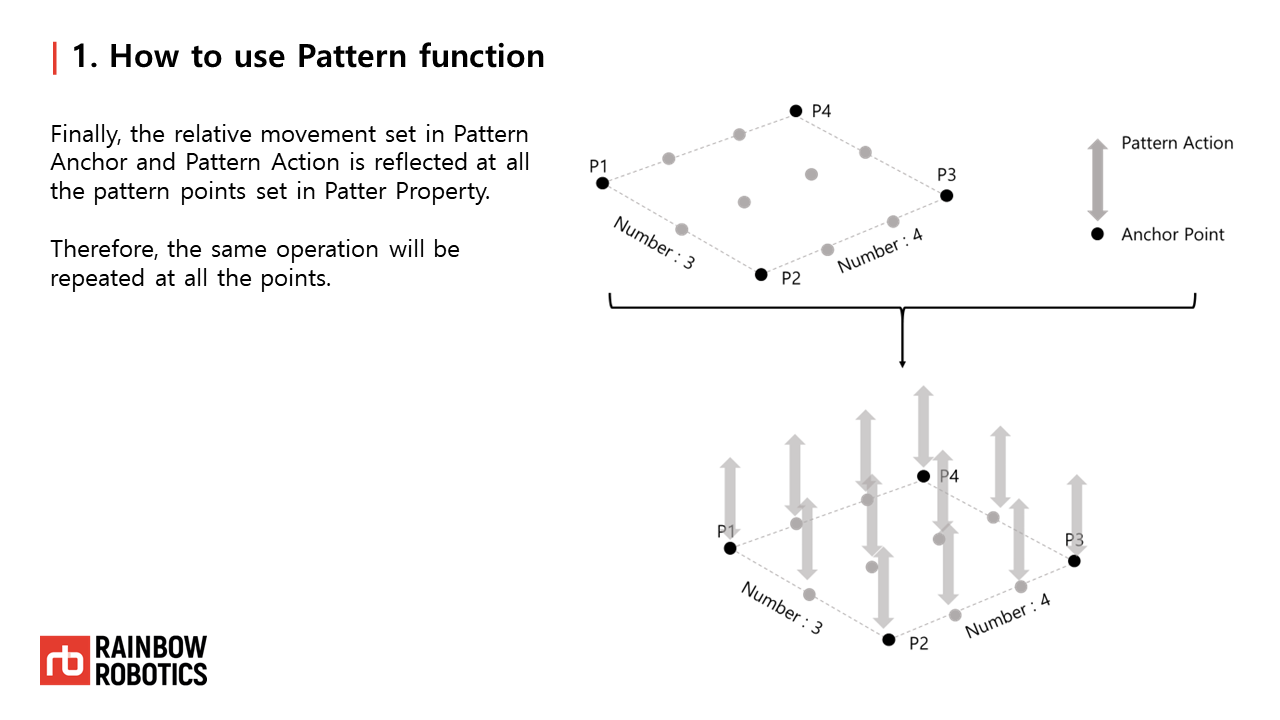 1. How to use Pattern function
Finally, the relative movement set in Pattern
Anchor and Pattern Action is reflected at all
the pattern points set in Patter Property.
Therefore, the same operation will be
repeated at all the points.
P4
P1
P3
Number : 3
Number : 4
P2
Pattern Action
Anchor Point
P4
P1
P3
Number : 3
Number : 4
P2
rb
RAINBOW
ROBOTICS